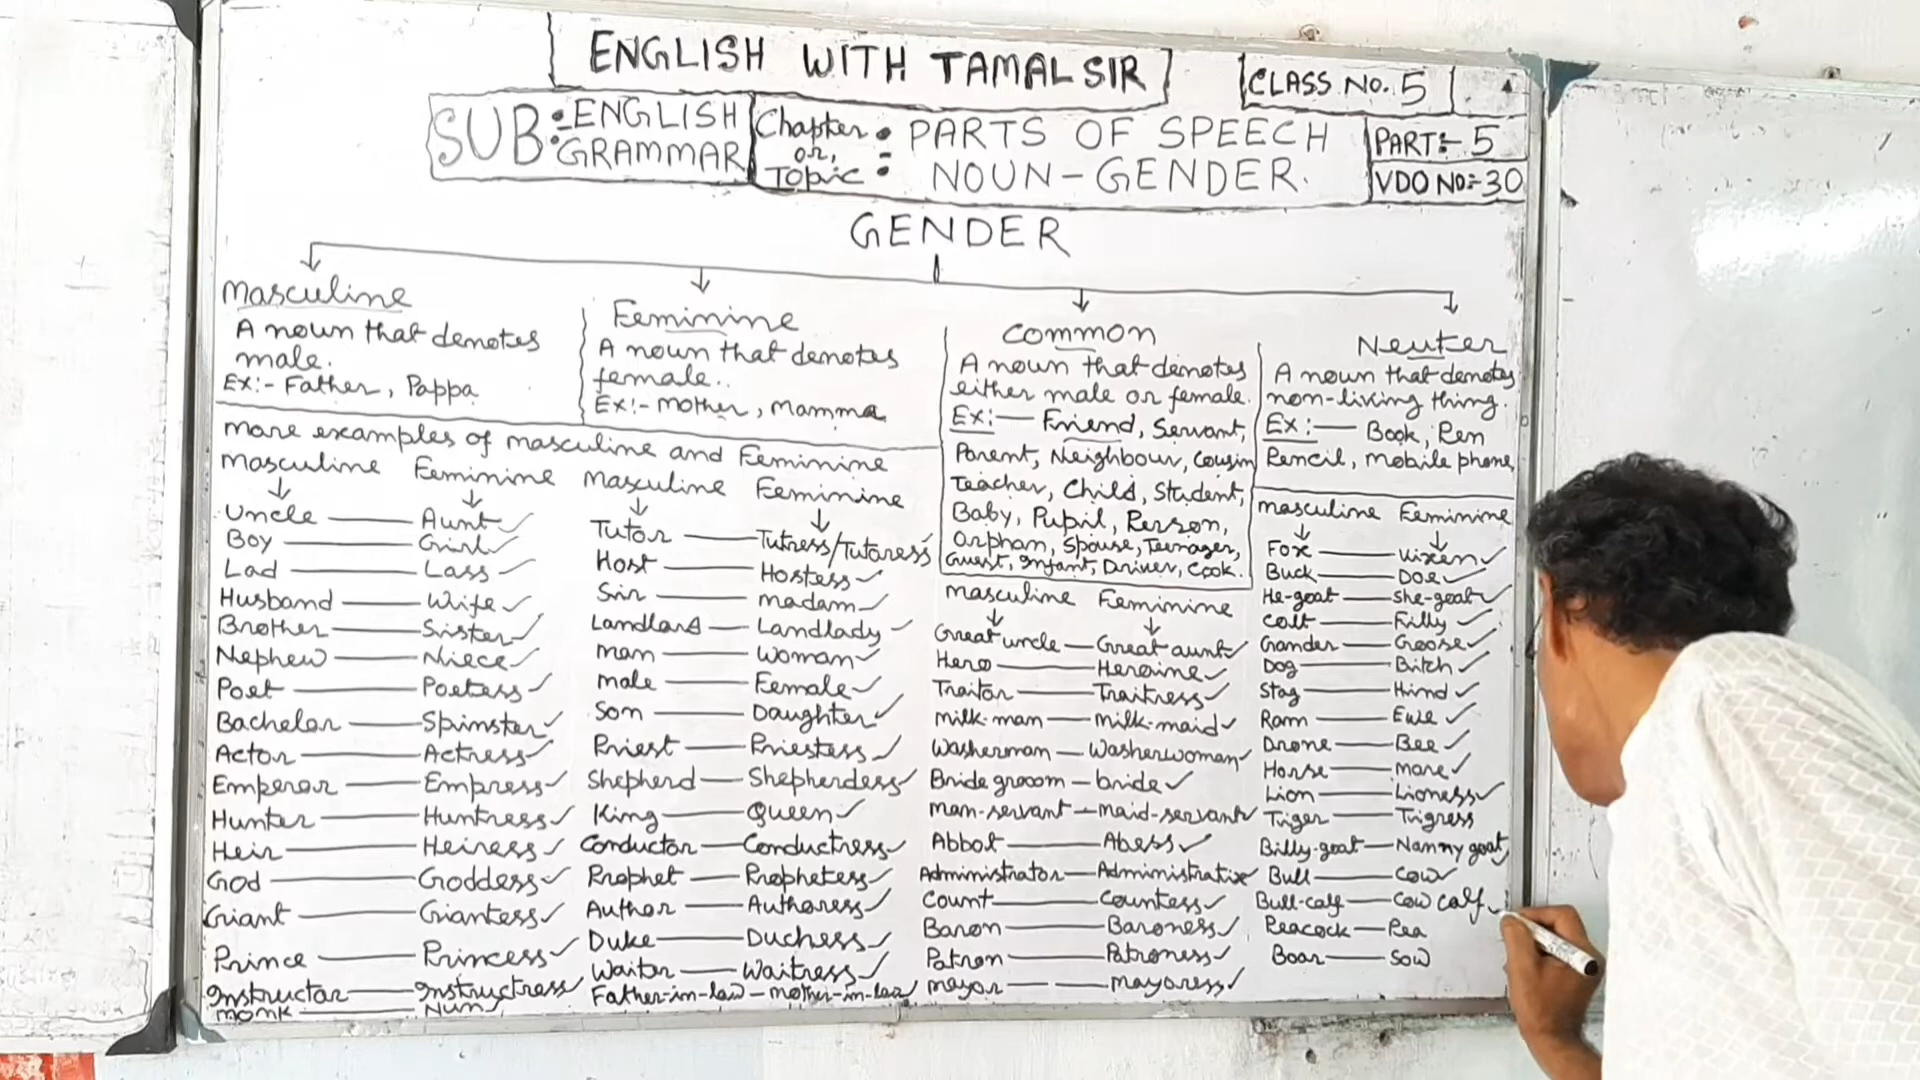 ENGLISH WITH TAMAL SIR
CLASS NO. 5
SUB:- ENGLISH GRAMMAR
Chapter or, Topic :- PARTS OF SPEECH
NOUN-GENDER.
PART:- 5
VDO NO:- 30
GENDER
Masculine
A noun that denotes
male.
Ex:- Father, Pappa
Feminine
A noun that denotes
female..
Ex:- Mother, Mamma
Common
A noun that denotes
either male or female.
Ex:— Friend, Servant,
Parent, Neighbour, Cousin
Teacher, Child, Student,
Baby, Pupil, Person,
Orphan, Spouse, Teenager,
Guest, Infant, Driver, Cook.
Neuter
A noun that denotes
non-living thing.
Ex:— Book, Pen
Pencil, Mobile phone,
More examples of masculine and Feminine
Masculine Feminine
Uncle — Aunt
Boy — Girl
Lad — Lass
Husband — Wife
Brother — Sister
Nephew — Niece
Poet — Poetess
Bachelor — Spinster
Actor — Actress
Emperor — Empress
Hunter — Huntress
Heir — Heiress
God — Goddess
Giant — Giantess
Prince — Princess
Instructor — Instructress
Monk — Nun
Masculine Feminine
Tutor — Tutress/Tutoress
Host — Hostess
Sir — Madam
Landlord — Landlady
Man — Woman
Male — Female
Son — Daughter
Priest — Priestess
Shepherd — Shepherdess
King — Queen
Conductor — Conductress
Prophet — Prophetess
Author — Authoress
Duke — Duchess
Waiter — Waitress
Father-in-law — Mother-in-law
Masculine Feminine
Great uncle — Great aunt
Hero — Heroine
Traitor — Traitress
Milk-man — Milk-maid
Washerman — Washerwoman
Bride groom — bride
Man-servant — maid-servant
Abbot — Abess
Administrator — Administrative
Count — Countess
Baron — Baroness
Patron — Patroness
Mayor — Mayoress
Masculine Feminine
Fox — Vixen
Buck — Doe
He-goat — She-goat
Colt — Filly
Gander — Goose
Dog — Bitch
Stag — Hind
Ram — Ewe
Drone — Bee
Horse — Mare
Lion — Lioness
Tiger — Tigress
Billy-goat — Nanny goat
Bull — Cow
Bull-calf — Cow calf
Peacock — Pea
Boar — Sow